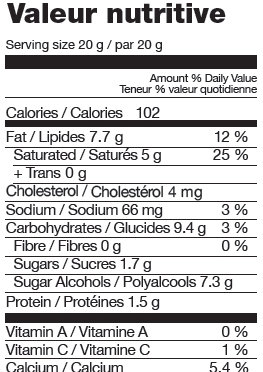 Valeur nutritive
Serving size 20 g / par 20 g
Amount % Daily Value
Teneur % valeur quotidienne
Calories / Calories 102
Fat / Lipides 7.7 g 12 %
Saturated / Saturés 5 g 25 %
+ Trans 0 g
Cholesterol / Cholestérol 4 mg
Sodium / Sodium 66 mg 3 %
Carbohydrates / Glucides 9.4 g 3 %
Fibre / Fibres 0 g 0 %
Sugars / Sucres 1.7 g
Sugar Alcohols / Polyalcools 7.3 g
Protein / Protéines 1.5 g
Vitamin A / Vitamine A 0 %
Vitamin C / Vitamine C 1 %
Calcium / Calcium 5.4 %